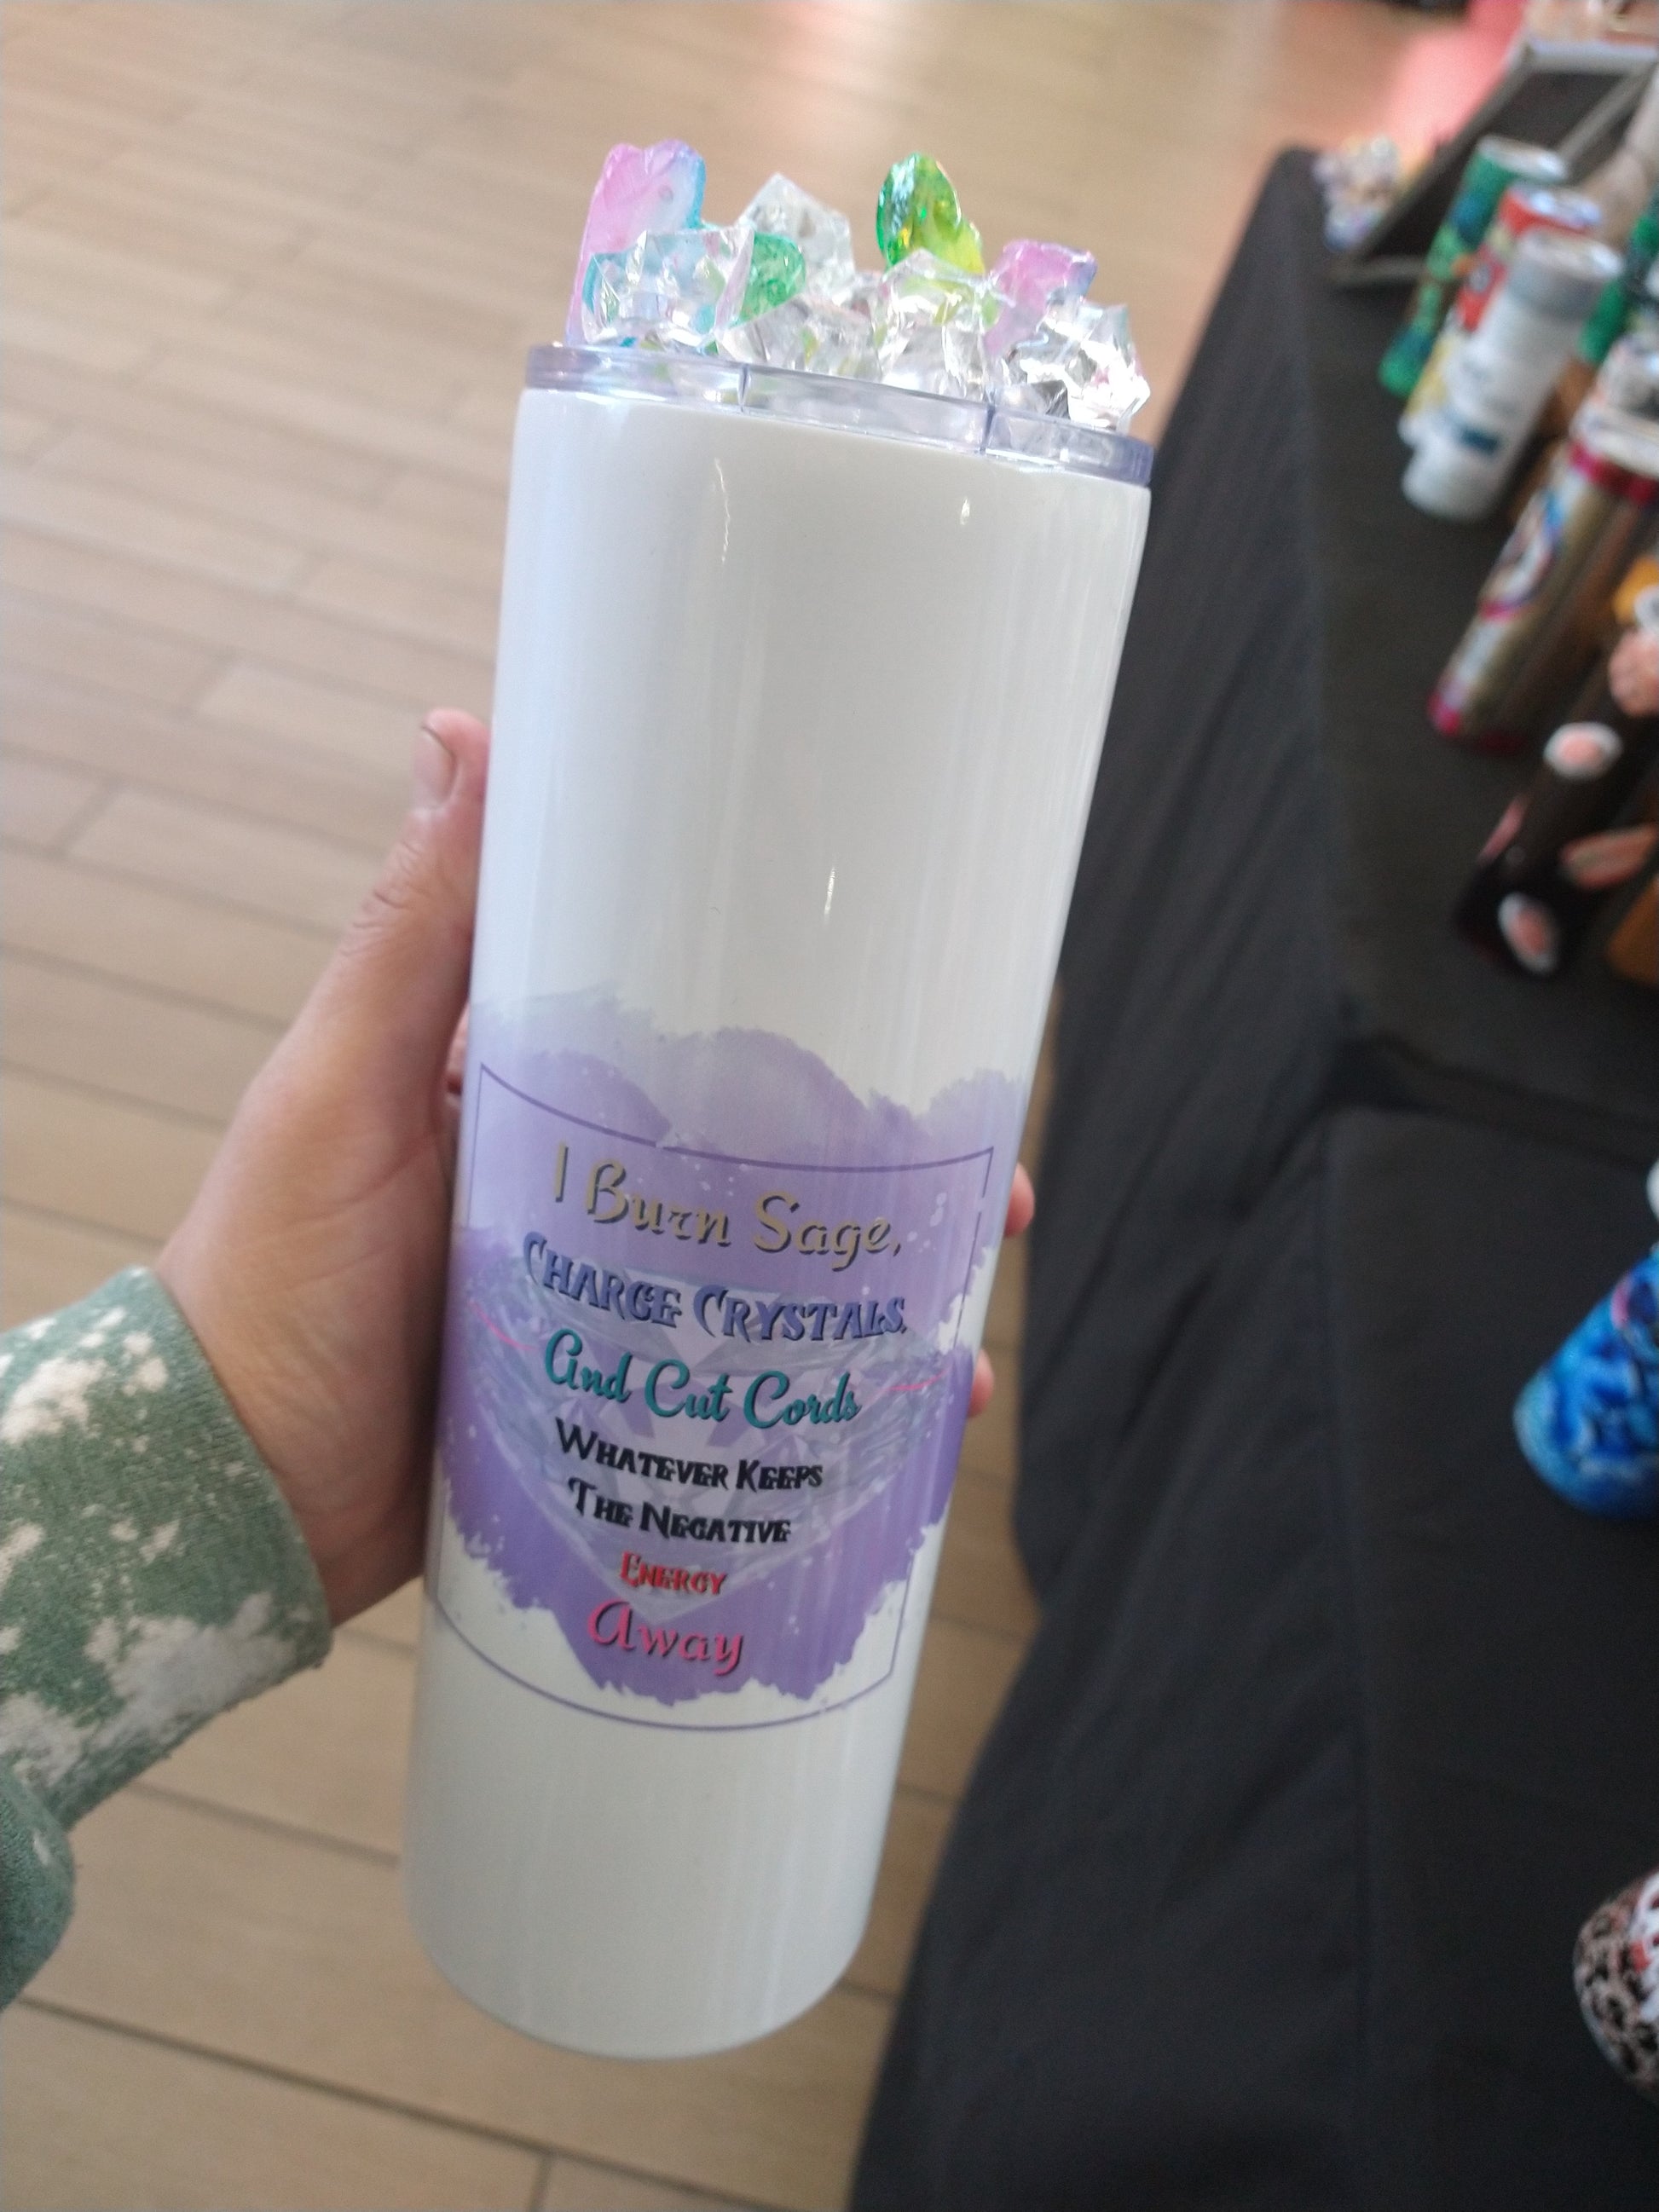 I Burn Sage,
Charge Crystals,
And Cut Cords
Whatever Keeps
The Negative
Energy
Away